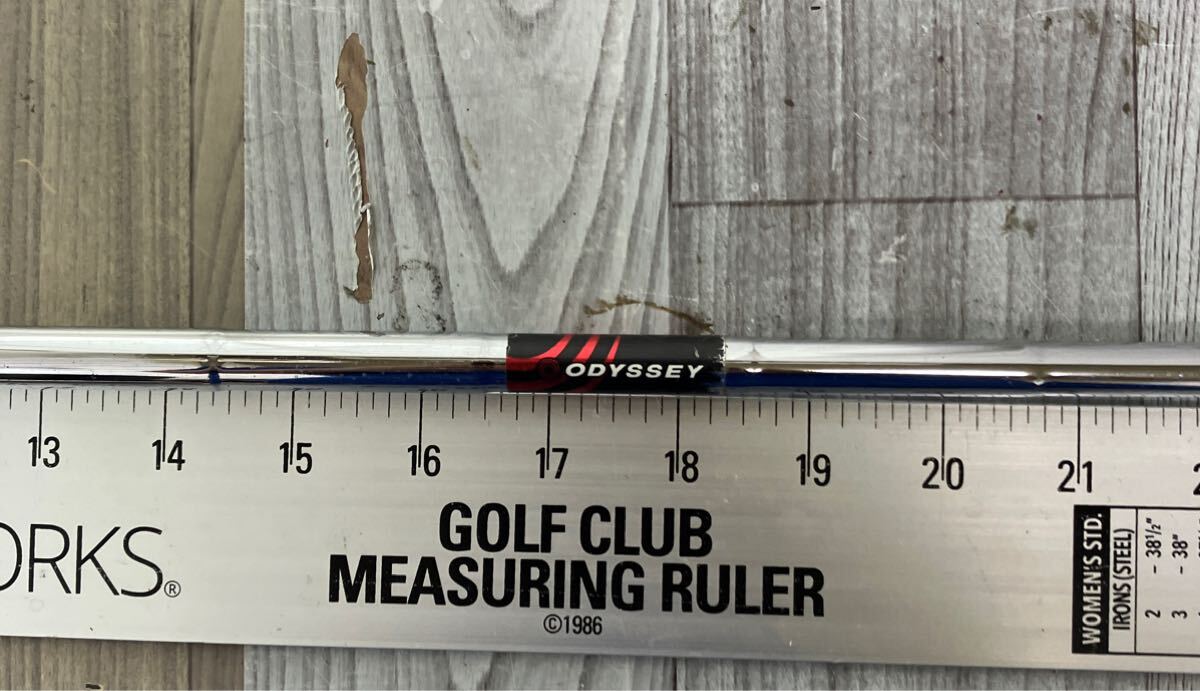 ODYSSEY
13 14 15 16 17 18 19 20 21
ORKS®
GOLF CLUB
MEASURING RULER
©1986
WOMEN'S STD.
IRONS (STEEL)
2 - 38½"
3 - 38"